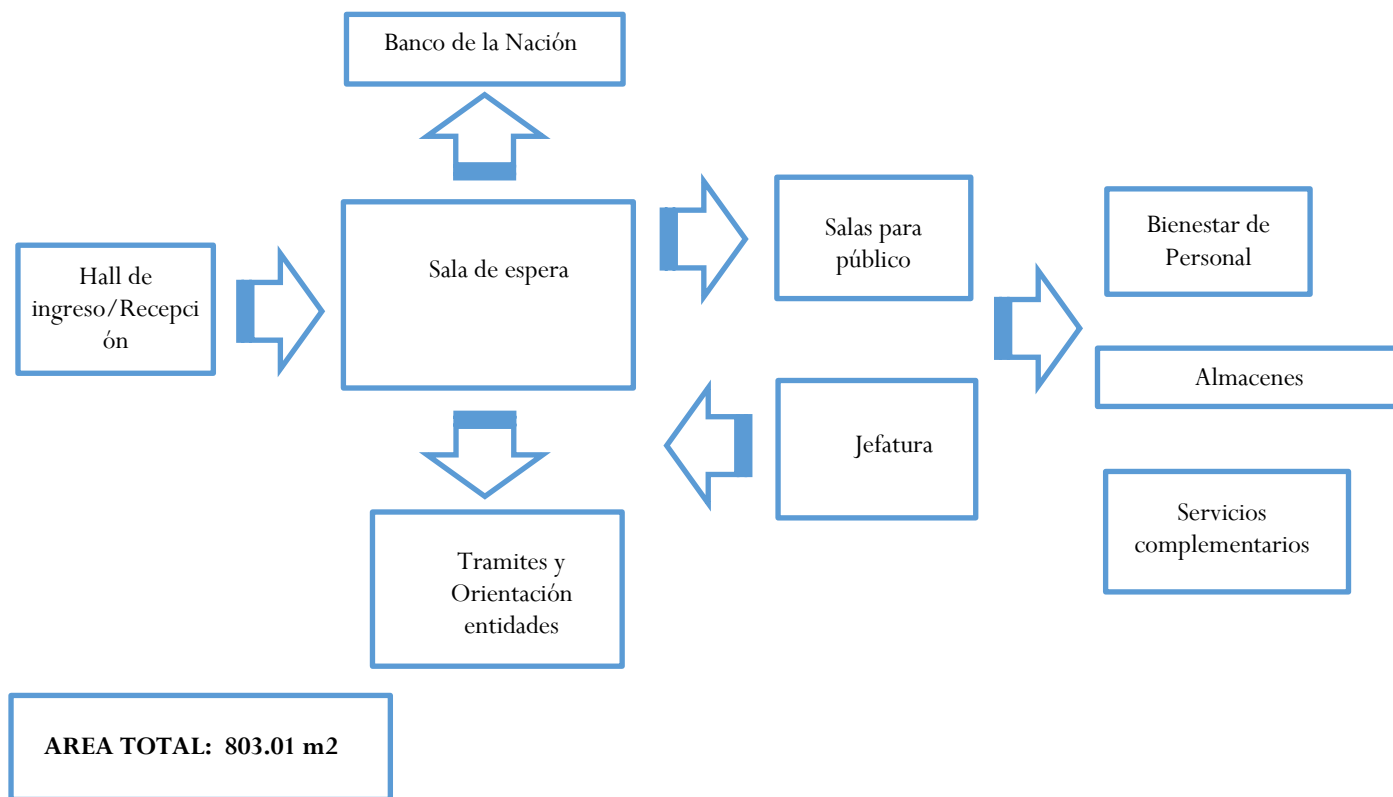 Banco de la Nación
Hall de
ingreso/Recepci
ón
Sala de espera
Salas para
público
Bienestar de
Personal
Almacenes
Jefatura
Servicios
complementarios
Tramites y
Orientación
entidades
AREA TOTAL: 803.01 m2